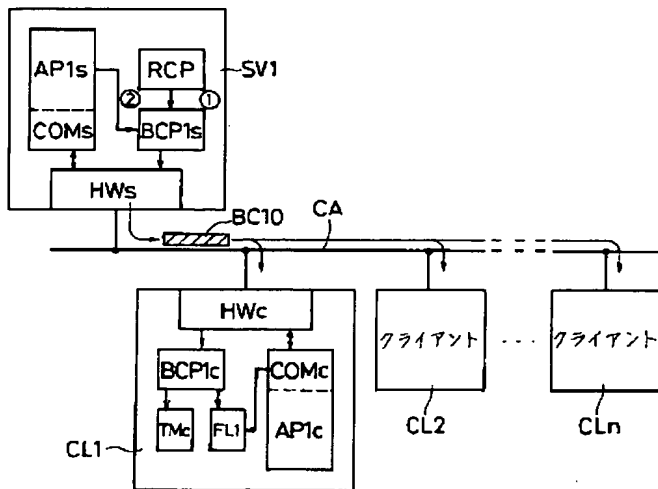 AP1s
RCP
SV1
② ①
COMs
BCP1s
HWs
BC10
CA
HWc
BCP1c
COMc
クライアント
...
クライアント
TMc
FL1
AP1c
CL1
CL2
CLn